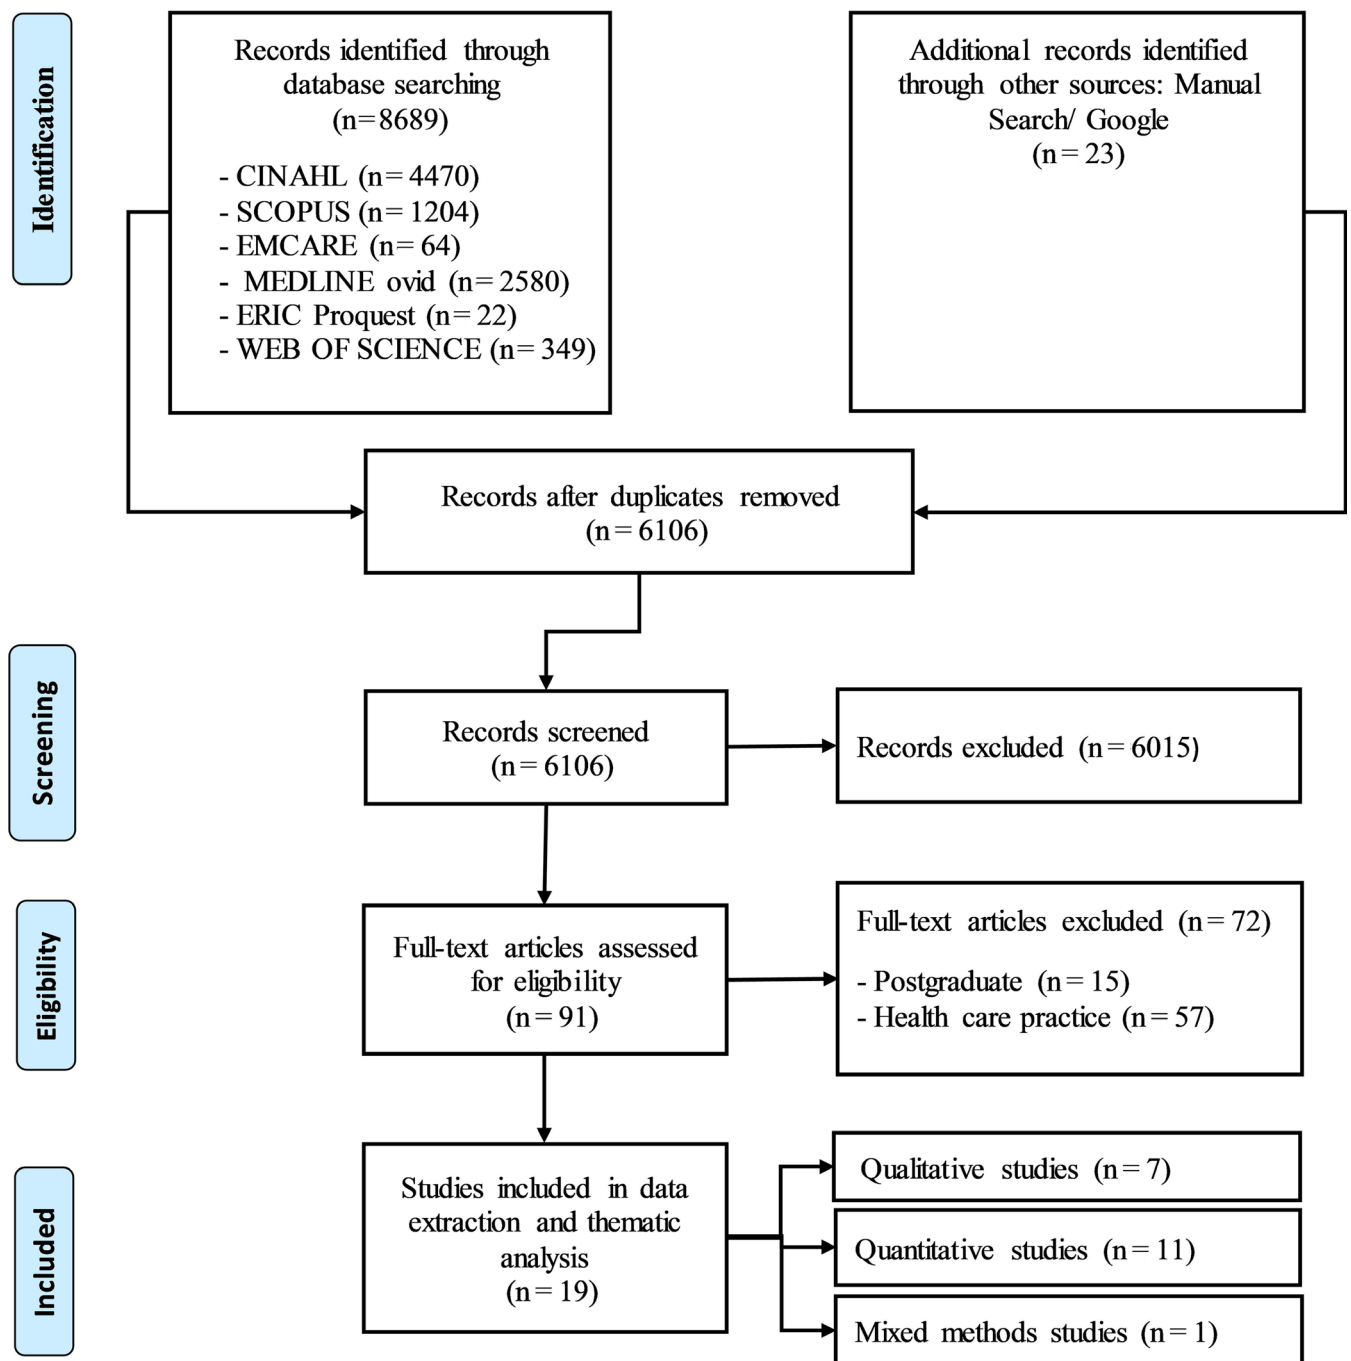 Identification
Records identified through
database searching
(n=8689)
- CINAHL (n= 4470)
- SCOPUS (n= 1204)
- EMCARE (n= 64)
- MEDLINE ovid (n= 2580)
- ERIC Proquest (n= 22)
- WEB OF SCIENCE (n= 349)
Additional records identified
through other sources: Manual
Search/ Google
(n= 23)
Records after duplicates removed
(n= 6106)
Screening
Records screened
(n= 6106)
Records excluded (n= 6015)
Eligibility
Full-text articles assessed
for eligibility
(n= 91)
Full-text articles excluded (n= 72)
- Postgraduate (n= 15)
- Health care practice (n= 57)
Included
Studies included in data
extraction and thematic
analysis
(n= 19)
Qualitative studies (n= 7)
Quantitative studies (n= 11)
Mixed methods studies (n= 1)